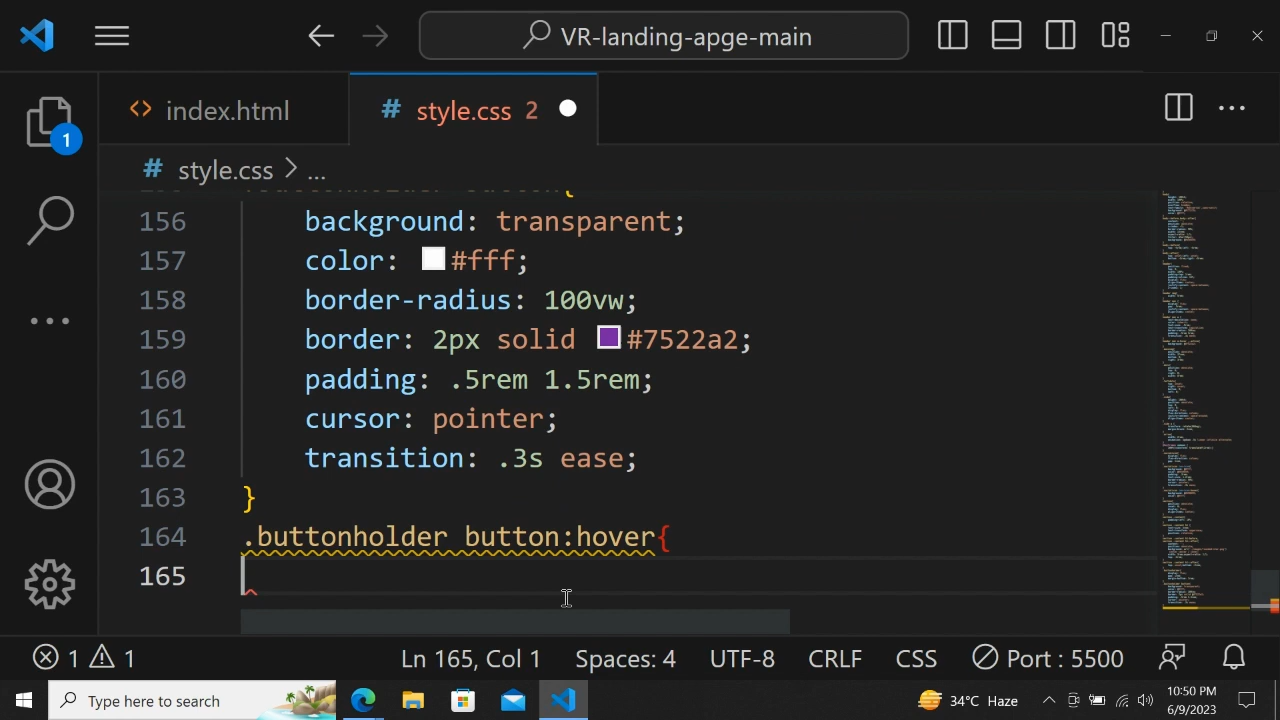 VR-landing-apge-main
index.html
style.css 2
1
style.css > ...
156 background: transparent;
157 color: #fff;
158 border-radius: 100vw;
159 border: 2px solid #7522a2;
160 padding: .5rem 1.5rem;
161 cursor: pointer;
162 transition: .3s ease;
163 }
164 .buttonholder button:hover{
165
1 1 Ln 165, Col 1 Spaces: 4 UTF-8 CRLF CSS Port : 5500
Type here to search 34°C Haze 10:50 PM
6/9/2023